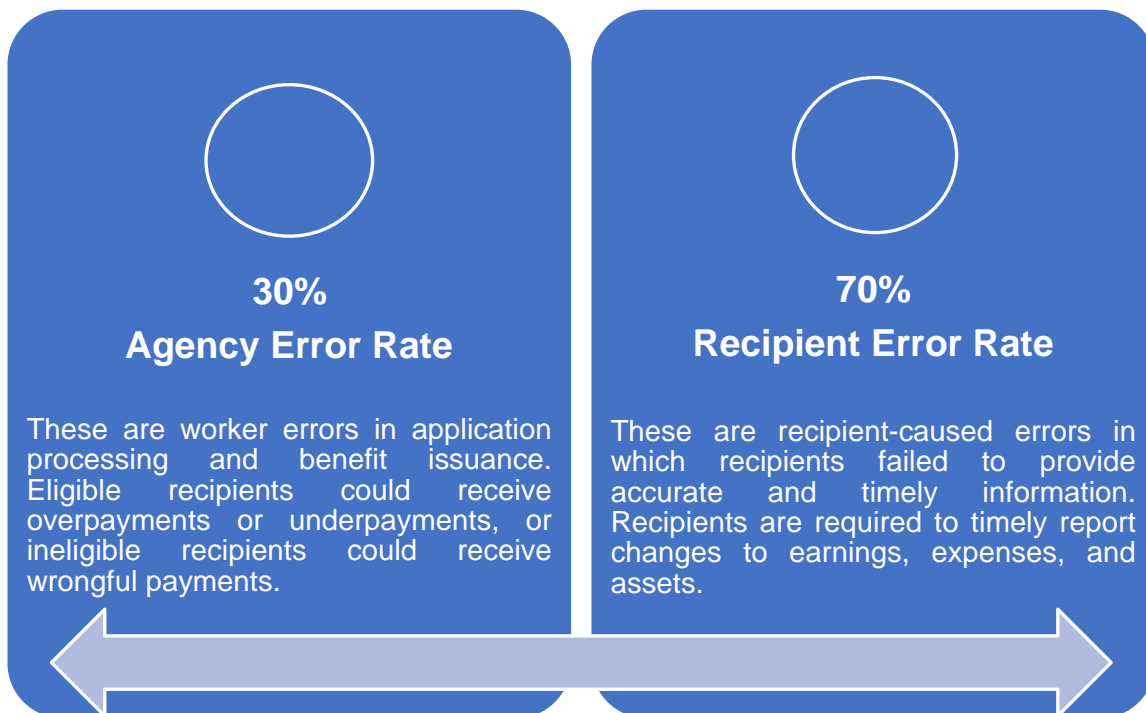 30%
Agency Error Rate
These are worker errors in application
processing and benefit issuance.
Eligible recipients could receive
overpayments or underpayments, or
ineligible recipients could receive
wrongful payments.
70%
Recipient Error Rate
These are recipient-caused errors in
which recipients failed to provide
accurate and timely information.
Recipients are required to timely report
changes to earnings, expenses, and
assets.